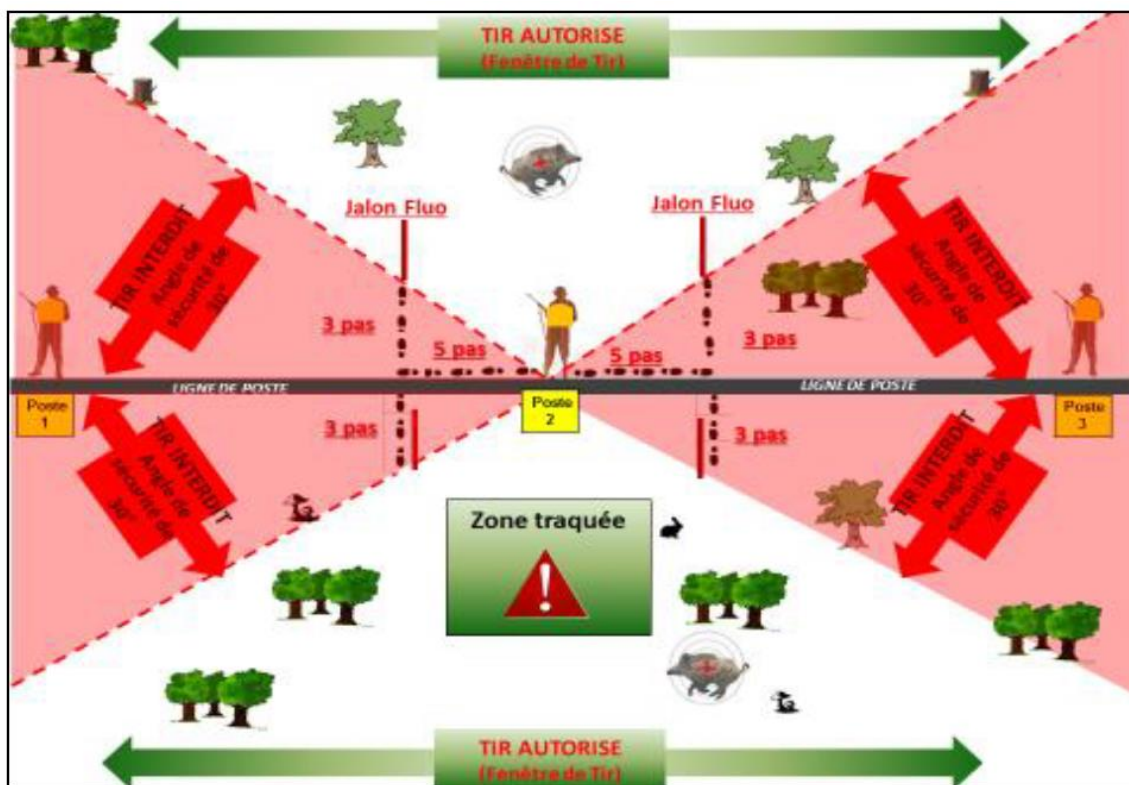 TIR AUTORISE
(Fenêtre de Tir)
Jalon Fluo
Jalon Fluo
TIR INTERDIT
Angle de
sécurité de
30°
TIR INTERDIT
Angle de
sécurité de
30°
3 pas
5 pas
5 pas
3 pas
LIGNE DE POSTE
LIGNE DE POSTE
Poste
1
Poste
2
Poste
3
TIR INTERDIT
Angle de
sécurité de
30°
3 pas
3 pas
TIR INTERDIT
Angle de
sécurité de
30°
Zone traquée
!
TIR AUTORISE
(Fenêtre de Tir)